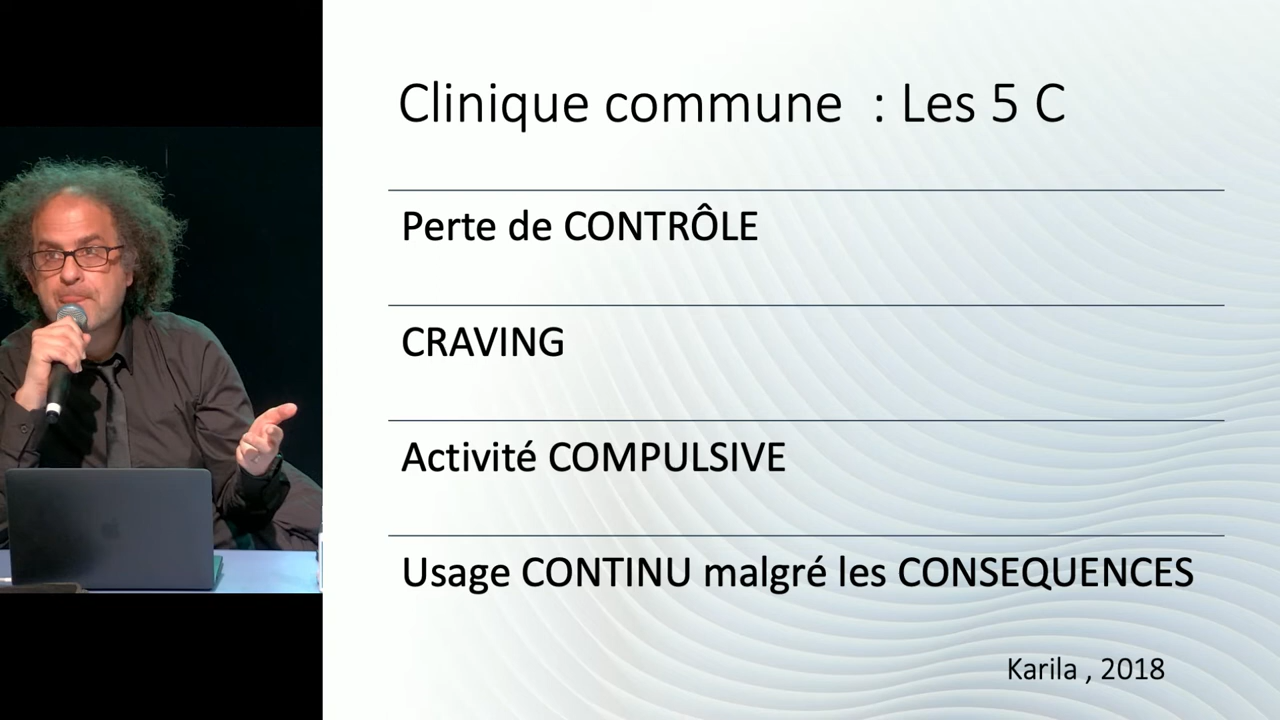 Clinique commune : Les 5 C
Perte de CONTRÔLE
CRAVING
Activité COMPULSIVE
Usage CONTINU malgré les CONSEQUENCES
Karila , 2018